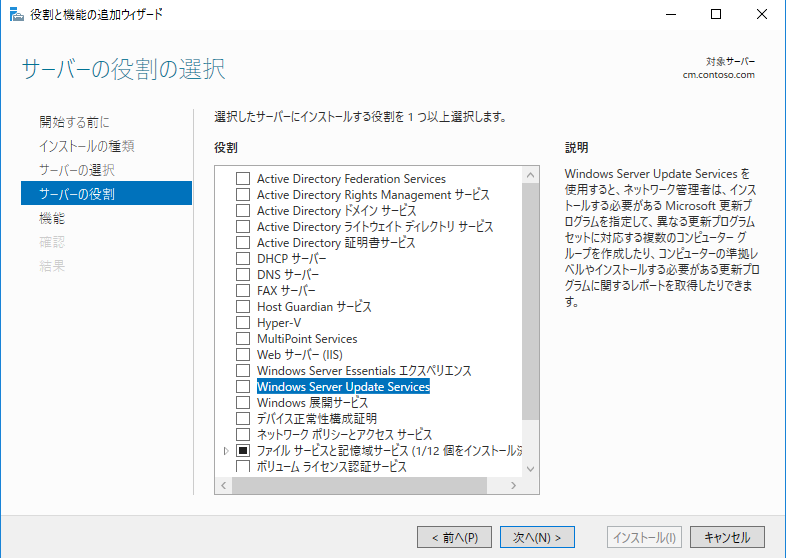 役割と機能の追加ウィザード
サーバーの役割の選択
対象サーバー
cm.contoso.com
開始する前に
インストールの種類
サーバーの選択
サーバーの役割
機能
確認
結果
選択したサーバーにインストールする役割を 1 つ以上選択します。
役割
Active Directory Federation Services
Active Directory Rights Management サービス
Active Directory ドメイン サービス
Active Directory ライトウェイト ディレクトリ サービス
Active Directory 証明書サービス
DHCP サーバー
DNS サーバー
FAX サーバー
Host Guardian サービス
Hyper-V
MultiPoint Services
Web サーバー (IIS)
Windows Server Essentials エクスペリエンス
Windows Server Update Services
Windows 展開サービス
デバイス正常性構成証明
ネットワーク ポリシーとアクセス サービス
ファイル サービスと記憶域サービス (1/12 個をインストール済
ボリューム ライセンス認証サービス
説明
Windows Server Update Services を
使用すると、ネットワーク管理者は、インス
トールする必要がある Microsoft 更新プ
ログラムを指定して、異なる更新プログラム
セットに対応する複数のコンピューター グ
ループを作成したり、コンピューターの準拠レ
ベルやインストールする必要がある更新プロ
グラムに関するレポートを取得したりできま
す。
< 前へ(P)
次へ(N) >
インストール(I)
キャンセル